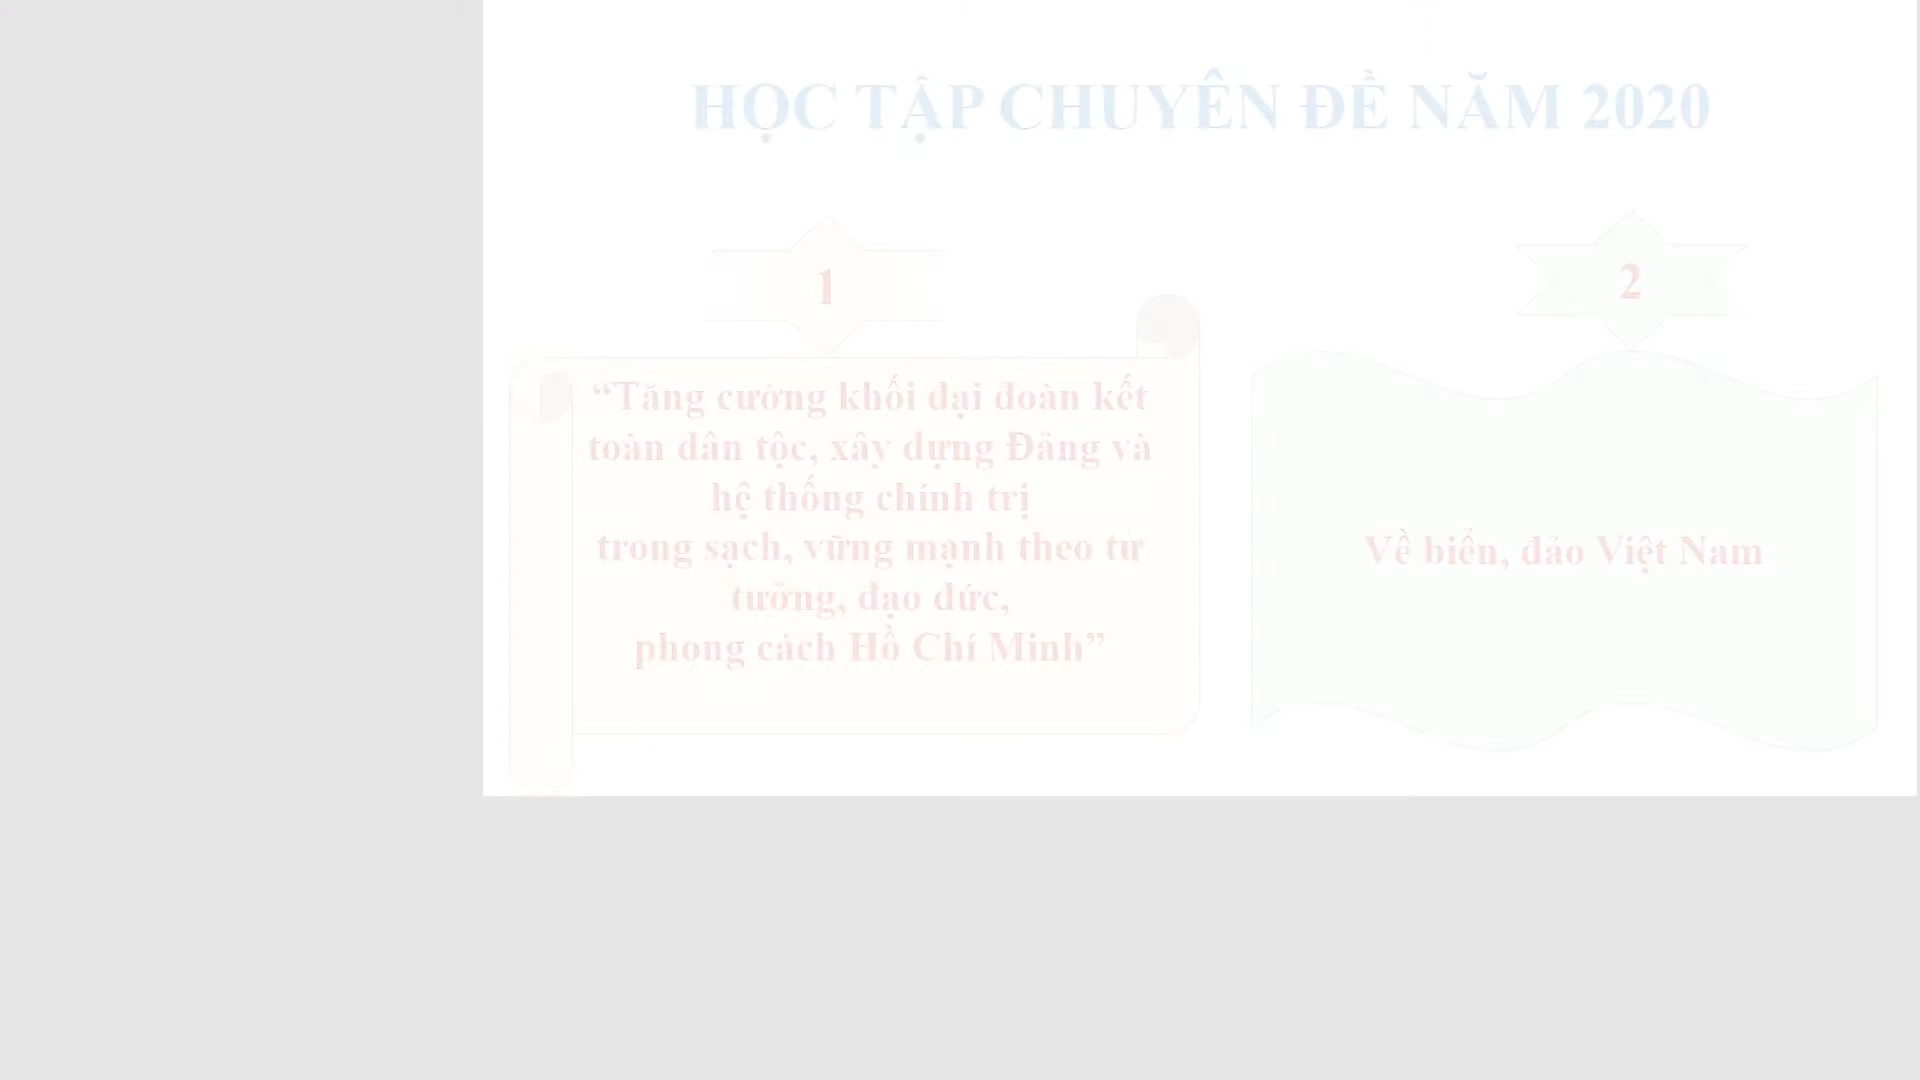 HỌC TẬP CHUYÊN ĐỀ NĂM 2020
1
“Tăng cường khối đại đoàn kết
toàn dân tộc, xây dựng Đảng và
hệ thống chính trị
trong sạch, vững mạnh theo tư
tưởng, đạo đức,
phong cách Hồ Chí Minh”
2
Về biển, đảo Việt Nam